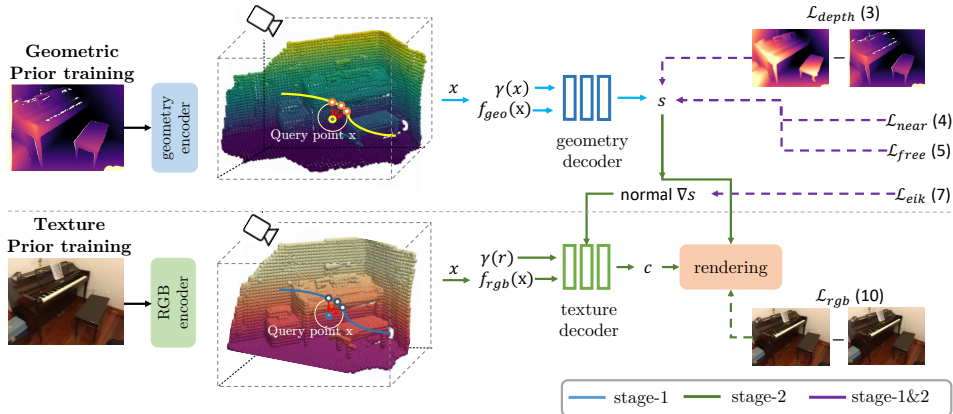 Geometric
Prior training
geometry
encoder
Query point x
x
γ(x)
f_geo(x)
geometry
decoder
s
ℒ_depth (3)
ℒ_near (4)
ℒ_free (5)
normal ∇s
ℒ_eik (7)
Texture
Prior training
RGB
encoder
Query point x
x
γ(r)
f_rgb(x)
texture
decoder
c
rendering
ℒ_rgb (10)
stage-1
stage-2
stage-1&2